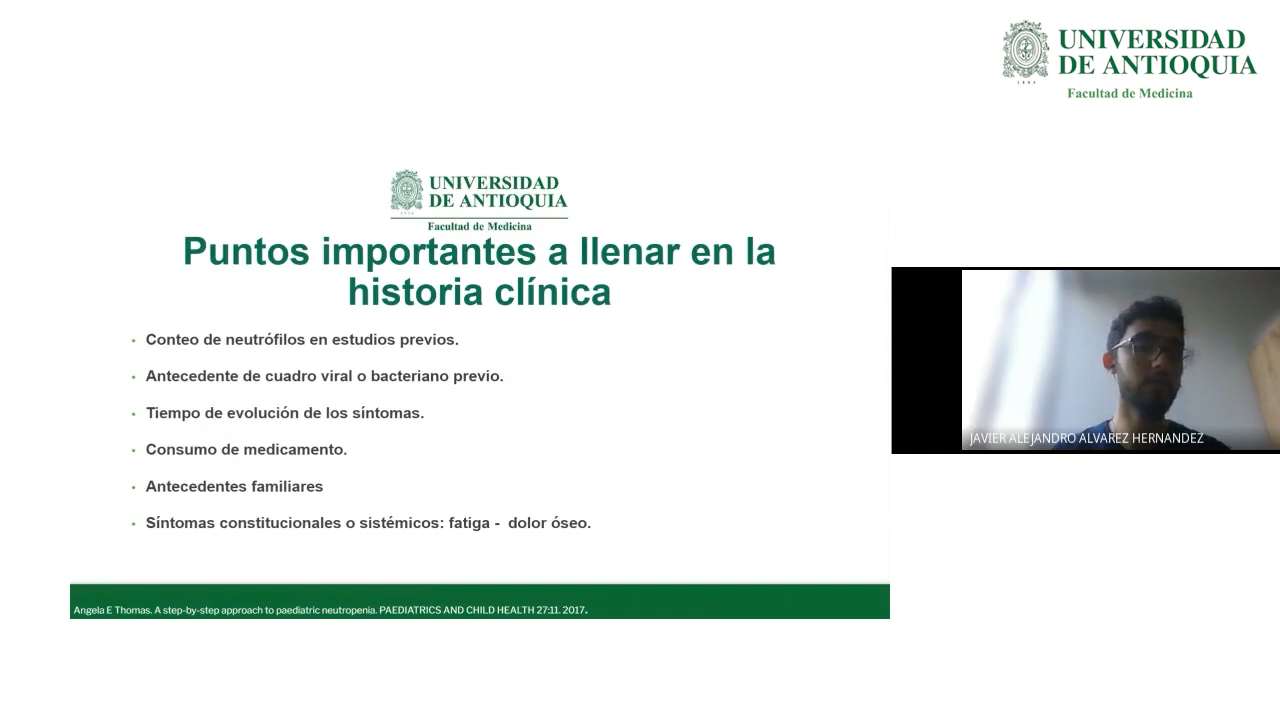 UNIVERSIDAD
DE ANTIOQUIA
Facultad de Medicina
UNIVERSIDAD
DE ANTIOQUIA
Facultad de Medicina
Puntos importantes a llenar en la
historia clínica
• Conteo de neutrófilos en estudios previos.
• Antecedente de cuadro viral o bacteriano previo.
• Tiempo de evolución de los síntomas.
• Consumo de medicamento.
• Antecedentes familiares
• Síntomas constitucionales o sistémicos: fatiga - dolor óseo.
JAVIER ALEJANDRO ALVAREZ HERNANDEZ
Angela E Thomas. A step-by-step approach to paediatric neutropenia. PAEDIATRICS AND CHILD HEALTH 27:11. 2017.